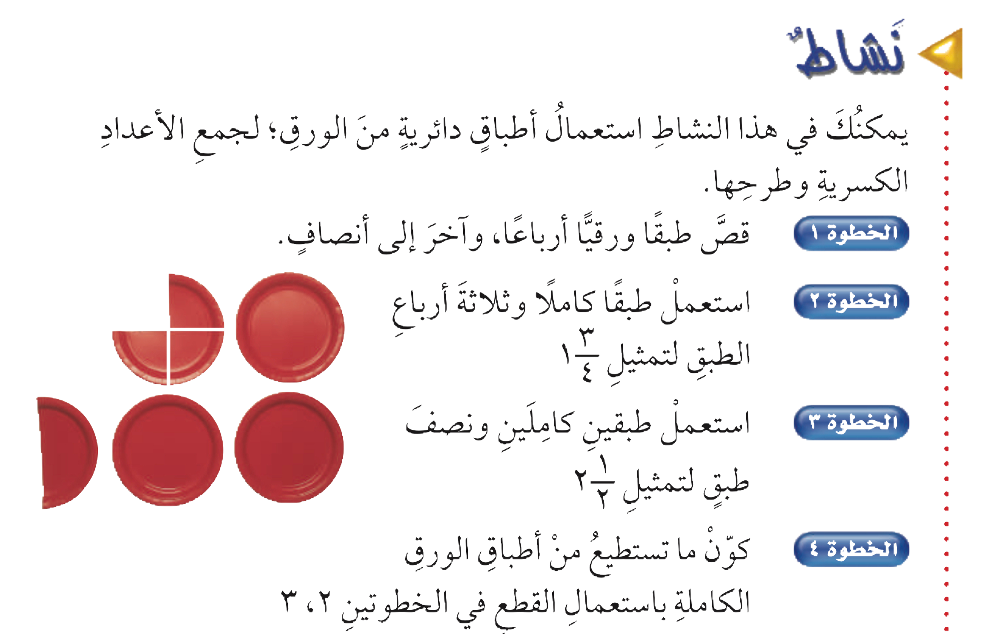 نَشاطٌ
يمكنُكَ في هذا النشاطِ استعمالُ أطباقٍ دائريةٍ منَ الورقِ؛ لجمعِ الأعدادِ
الكسريةِ وطرحِها.
الخطوة ١ قصَّ طبقًا ورقيًّا أرباعًا، وآخرَ إلى أنصافٍ.
الخطوة ٢ استعملْ طبقًا كاملًا وثلاثةَ أرباعِ
الطبقِ لتمثيلِ ١ ٣/٤
الخطوة ٣ استعملْ طبقينِ كامِلَينِ ونصفَ
طبقٍ لتمثيلِ ٢ ١/٢
الخطوة ٤ كوّنْ ما تستطيعُ منْ أطباقِ الورقِ
الكاملةِ باستعمالِ القطعِ في الخطوتينِ ٢، ٣